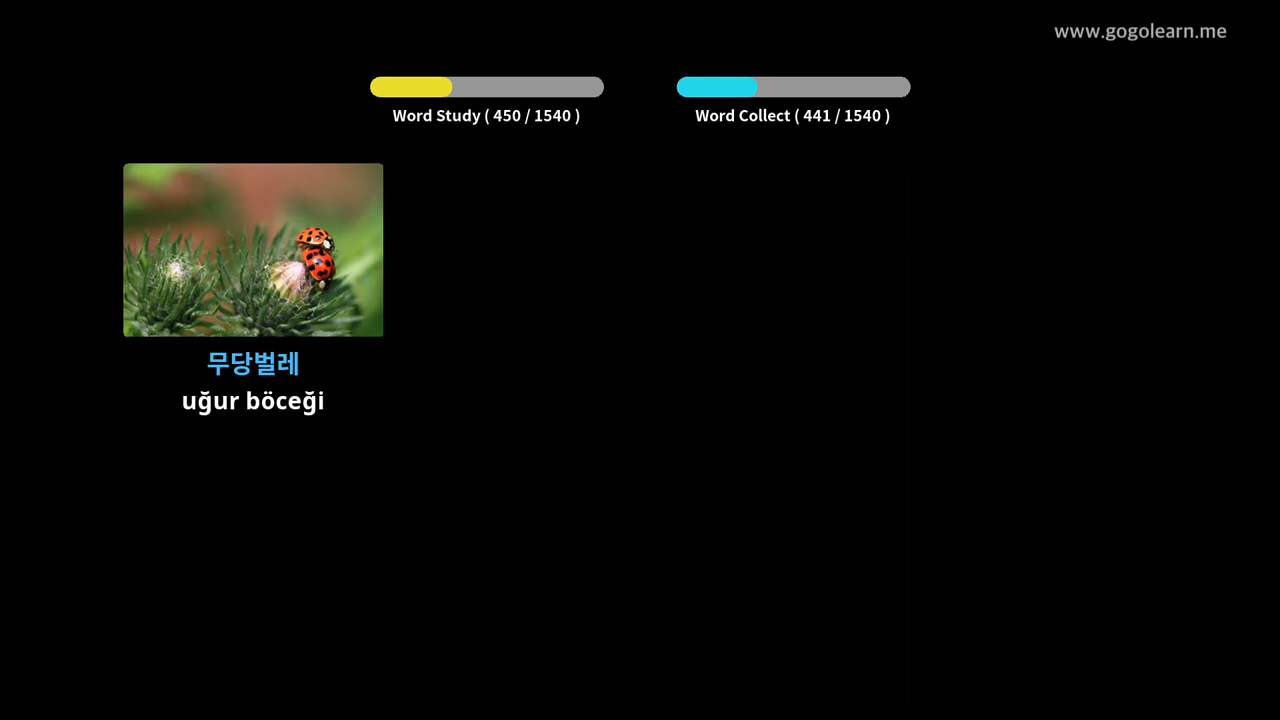 www.gogolearn.me
Word Study ( 450 / 1540 )
Word Collect ( 441 / 1540 )
무당벌레
uğur böceği